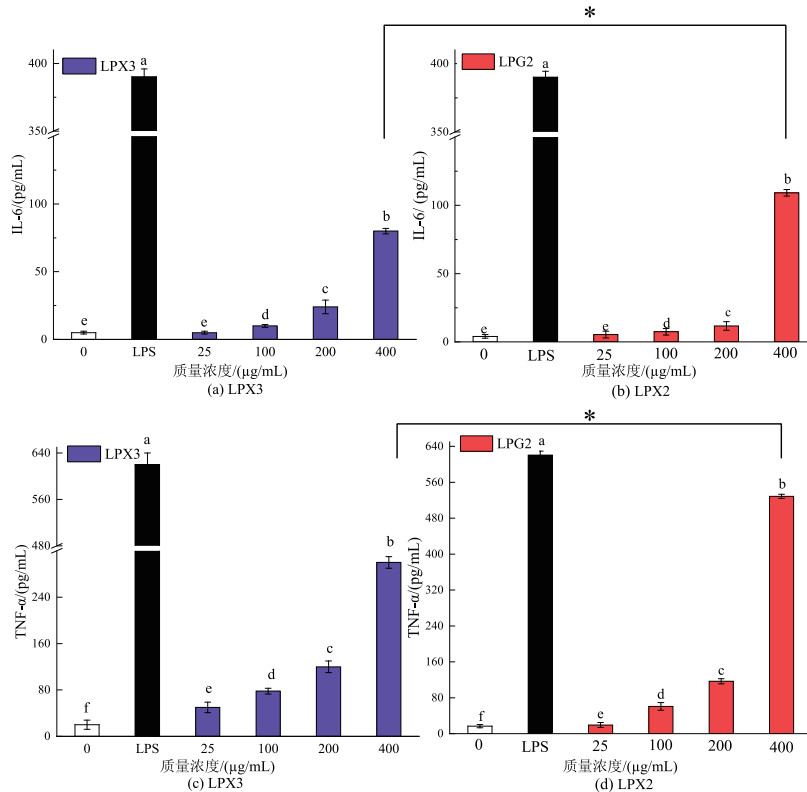 *
LPX3
IL-6/(pg/mL)
400
350
100
50
0
e
a
e
d
c
b
0 LPS 25 100 200 400
质量浓度/(μg/mL)
(a) LPX3
LPG2
IL-6/ (pg/mL)
400
350
100
50
0
e
a
e
d
c
b
0 LPS 25 100 200 400
质量浓度/(μg/mL)
(b) LPX2
*
LPX3
TNF-α/(pg/mL)
640
560
480
240
160
80
0
f
a
e
d
c
b
0 LPS 25 100 200 400
质量浓度/(μg/mL)
(c) LPX3
LPG2
TNF-α/(pg/mL)
640
560
480
400
320
240
160
80
0
f
a
e
d
c
b
0 LPS 25 100 200 400
质量浓度/(μg/mL)
(d) LPX2